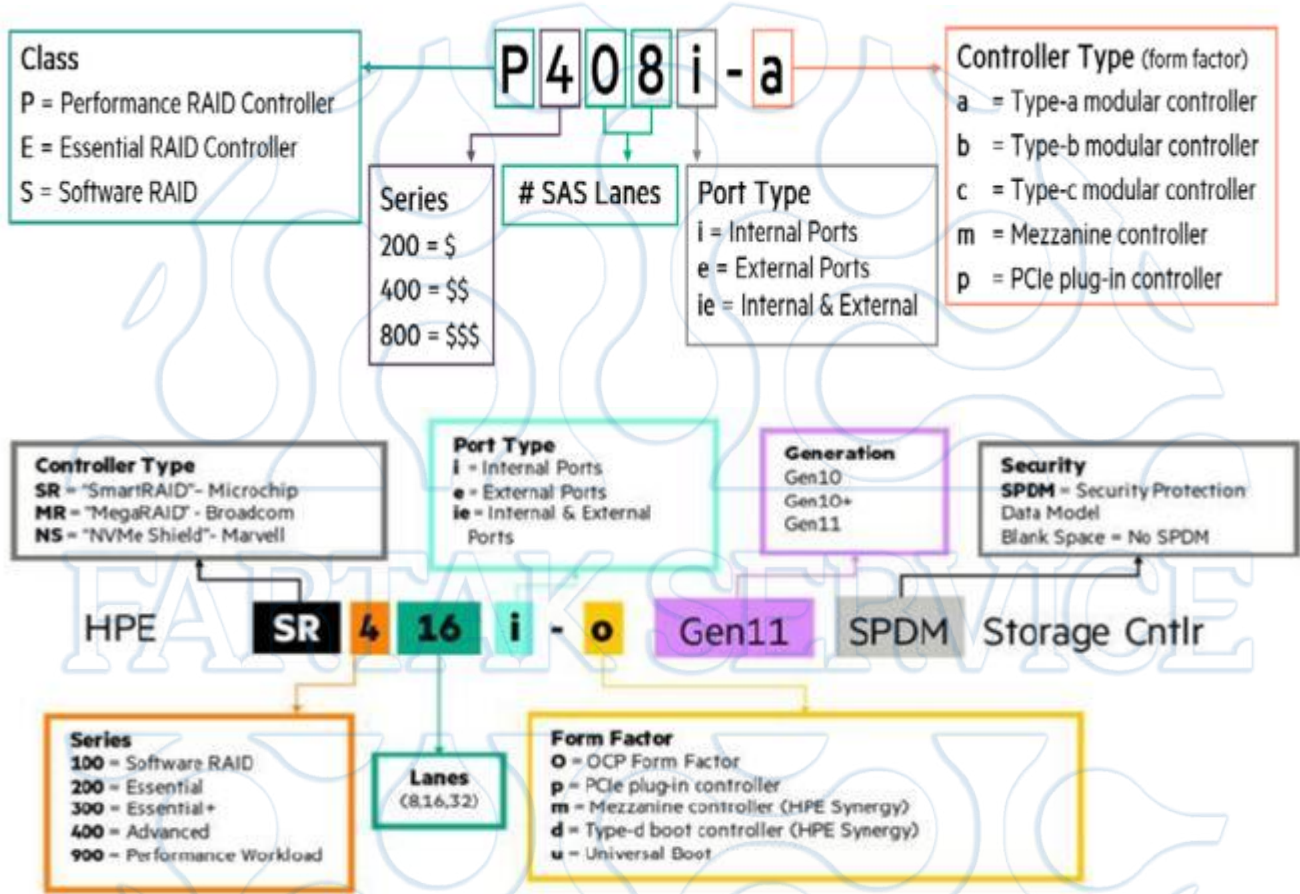 P408i-a
Class
P = Performance RAID Controller
E = Essential RAID Controller
S = Software RAID
Series
200 = $
400 = $$
800 = $$$
# SAS Lanes
Port Type
i = Internal Ports
e = External Ports
ie = Internal & External
Controller Type (form factor)
a = Type-a modular controller
b = Type-b modular controller
c = Type-c modular controller
m = Mezzanine controller
p = PCIe plug-in controller
Controller Type
SR = "SmartRAID"- Microchip
MR = "MegaRAID" - Broadcom
NS = "NVMe Shield"- Marvell
Port Type
i = Internal Ports
e = External Ports
ie = Internal & External
Ports
Generation
Gen10
Gen10+
Gen11
Security
SPDM = Security Protection
Data Model
Blank Space = No SPDM
FARTAK SERVICE
HPE SR 4 16 i - o Gen11 SPDM Storage Cntlr
Series
100 = Software RAID
200 = Essential
300 = Essential+
400 = Advanced
900 = Performance Workload
Lanes
(8,16,32)
Form Factor
O = OCP Form Factor
p = PCIe plug-in controller
m = Mezzanine controller (HPE Synergy)
d = Type-d boot controller (HPE Synergy)
u = Universal Boot